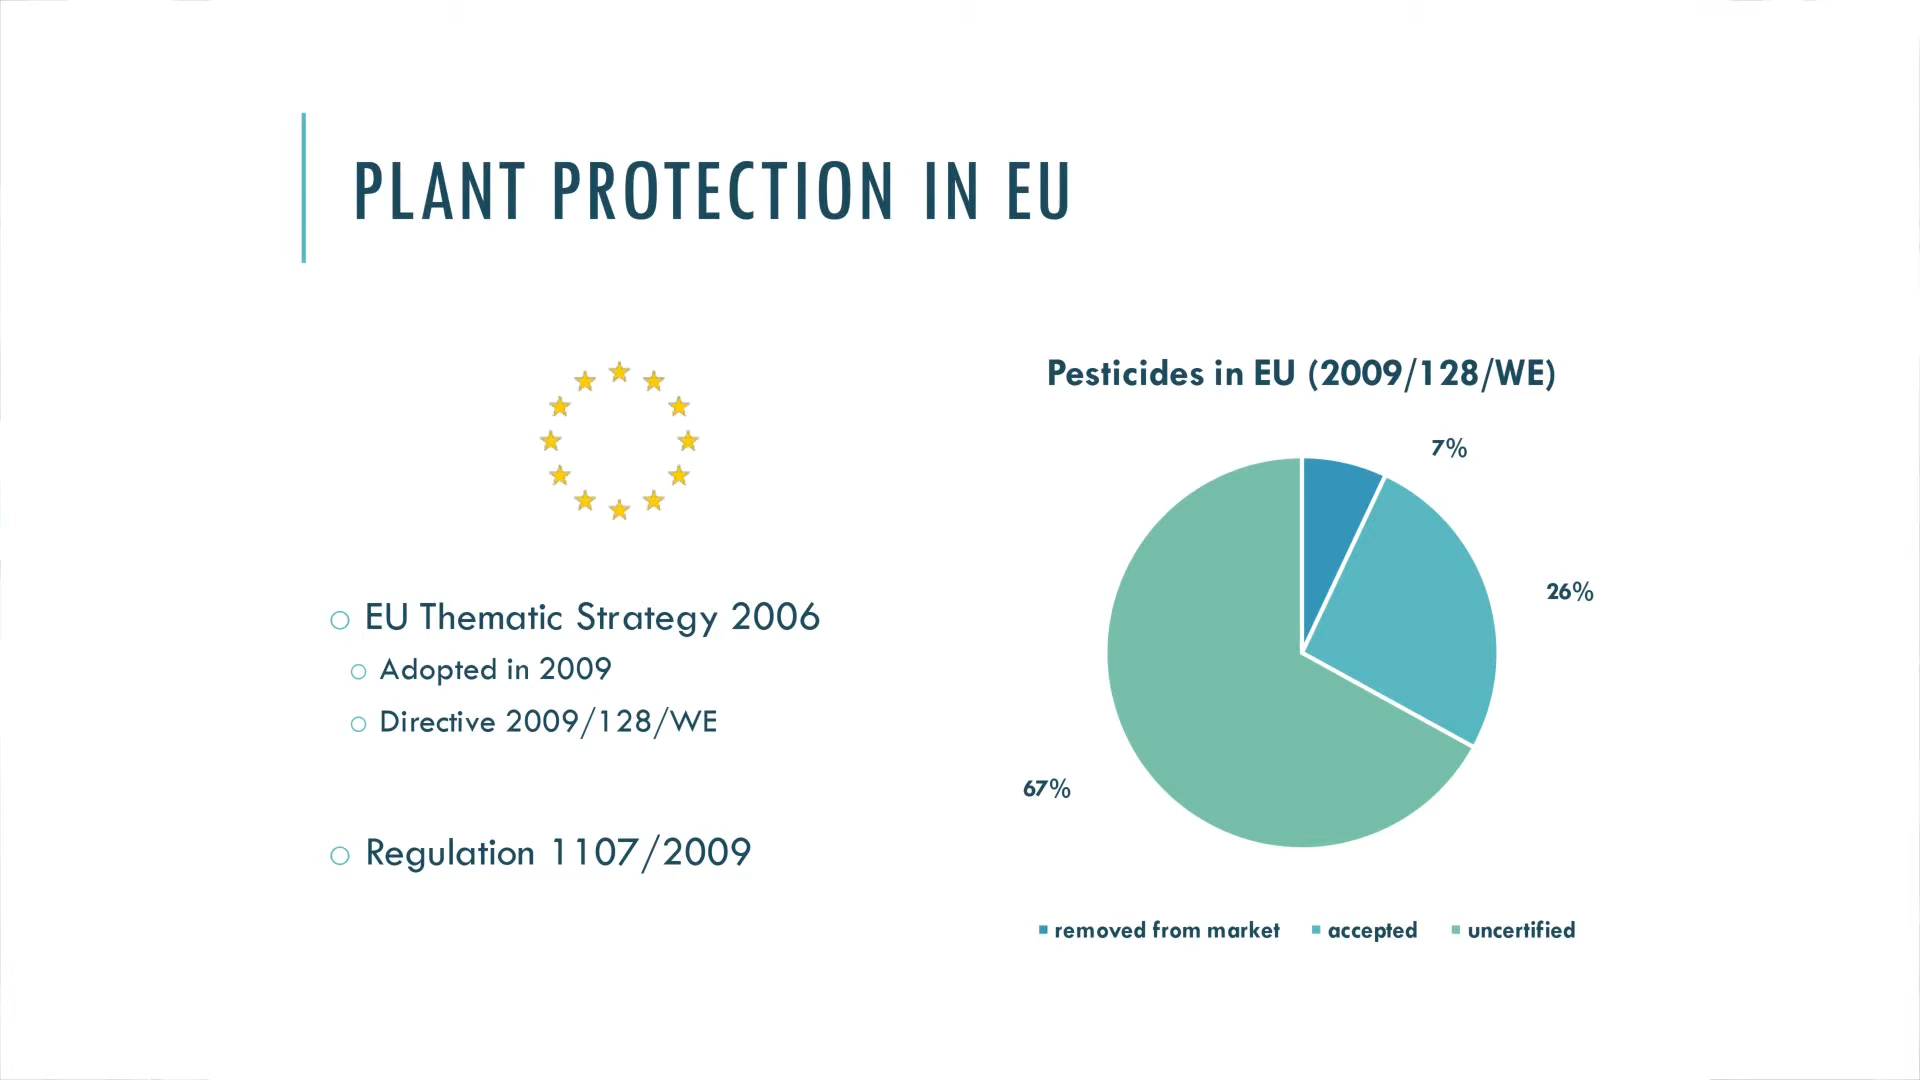 PLANT PROTECTION IN EU
EU Thematic Strategy 2006
Adopted in 2009
Directive 2009/128/WE
Regulation 1107/2009
Pesticides in EU (2009/128/WE)
7%
26%
67%
removed from market accepted uncertified